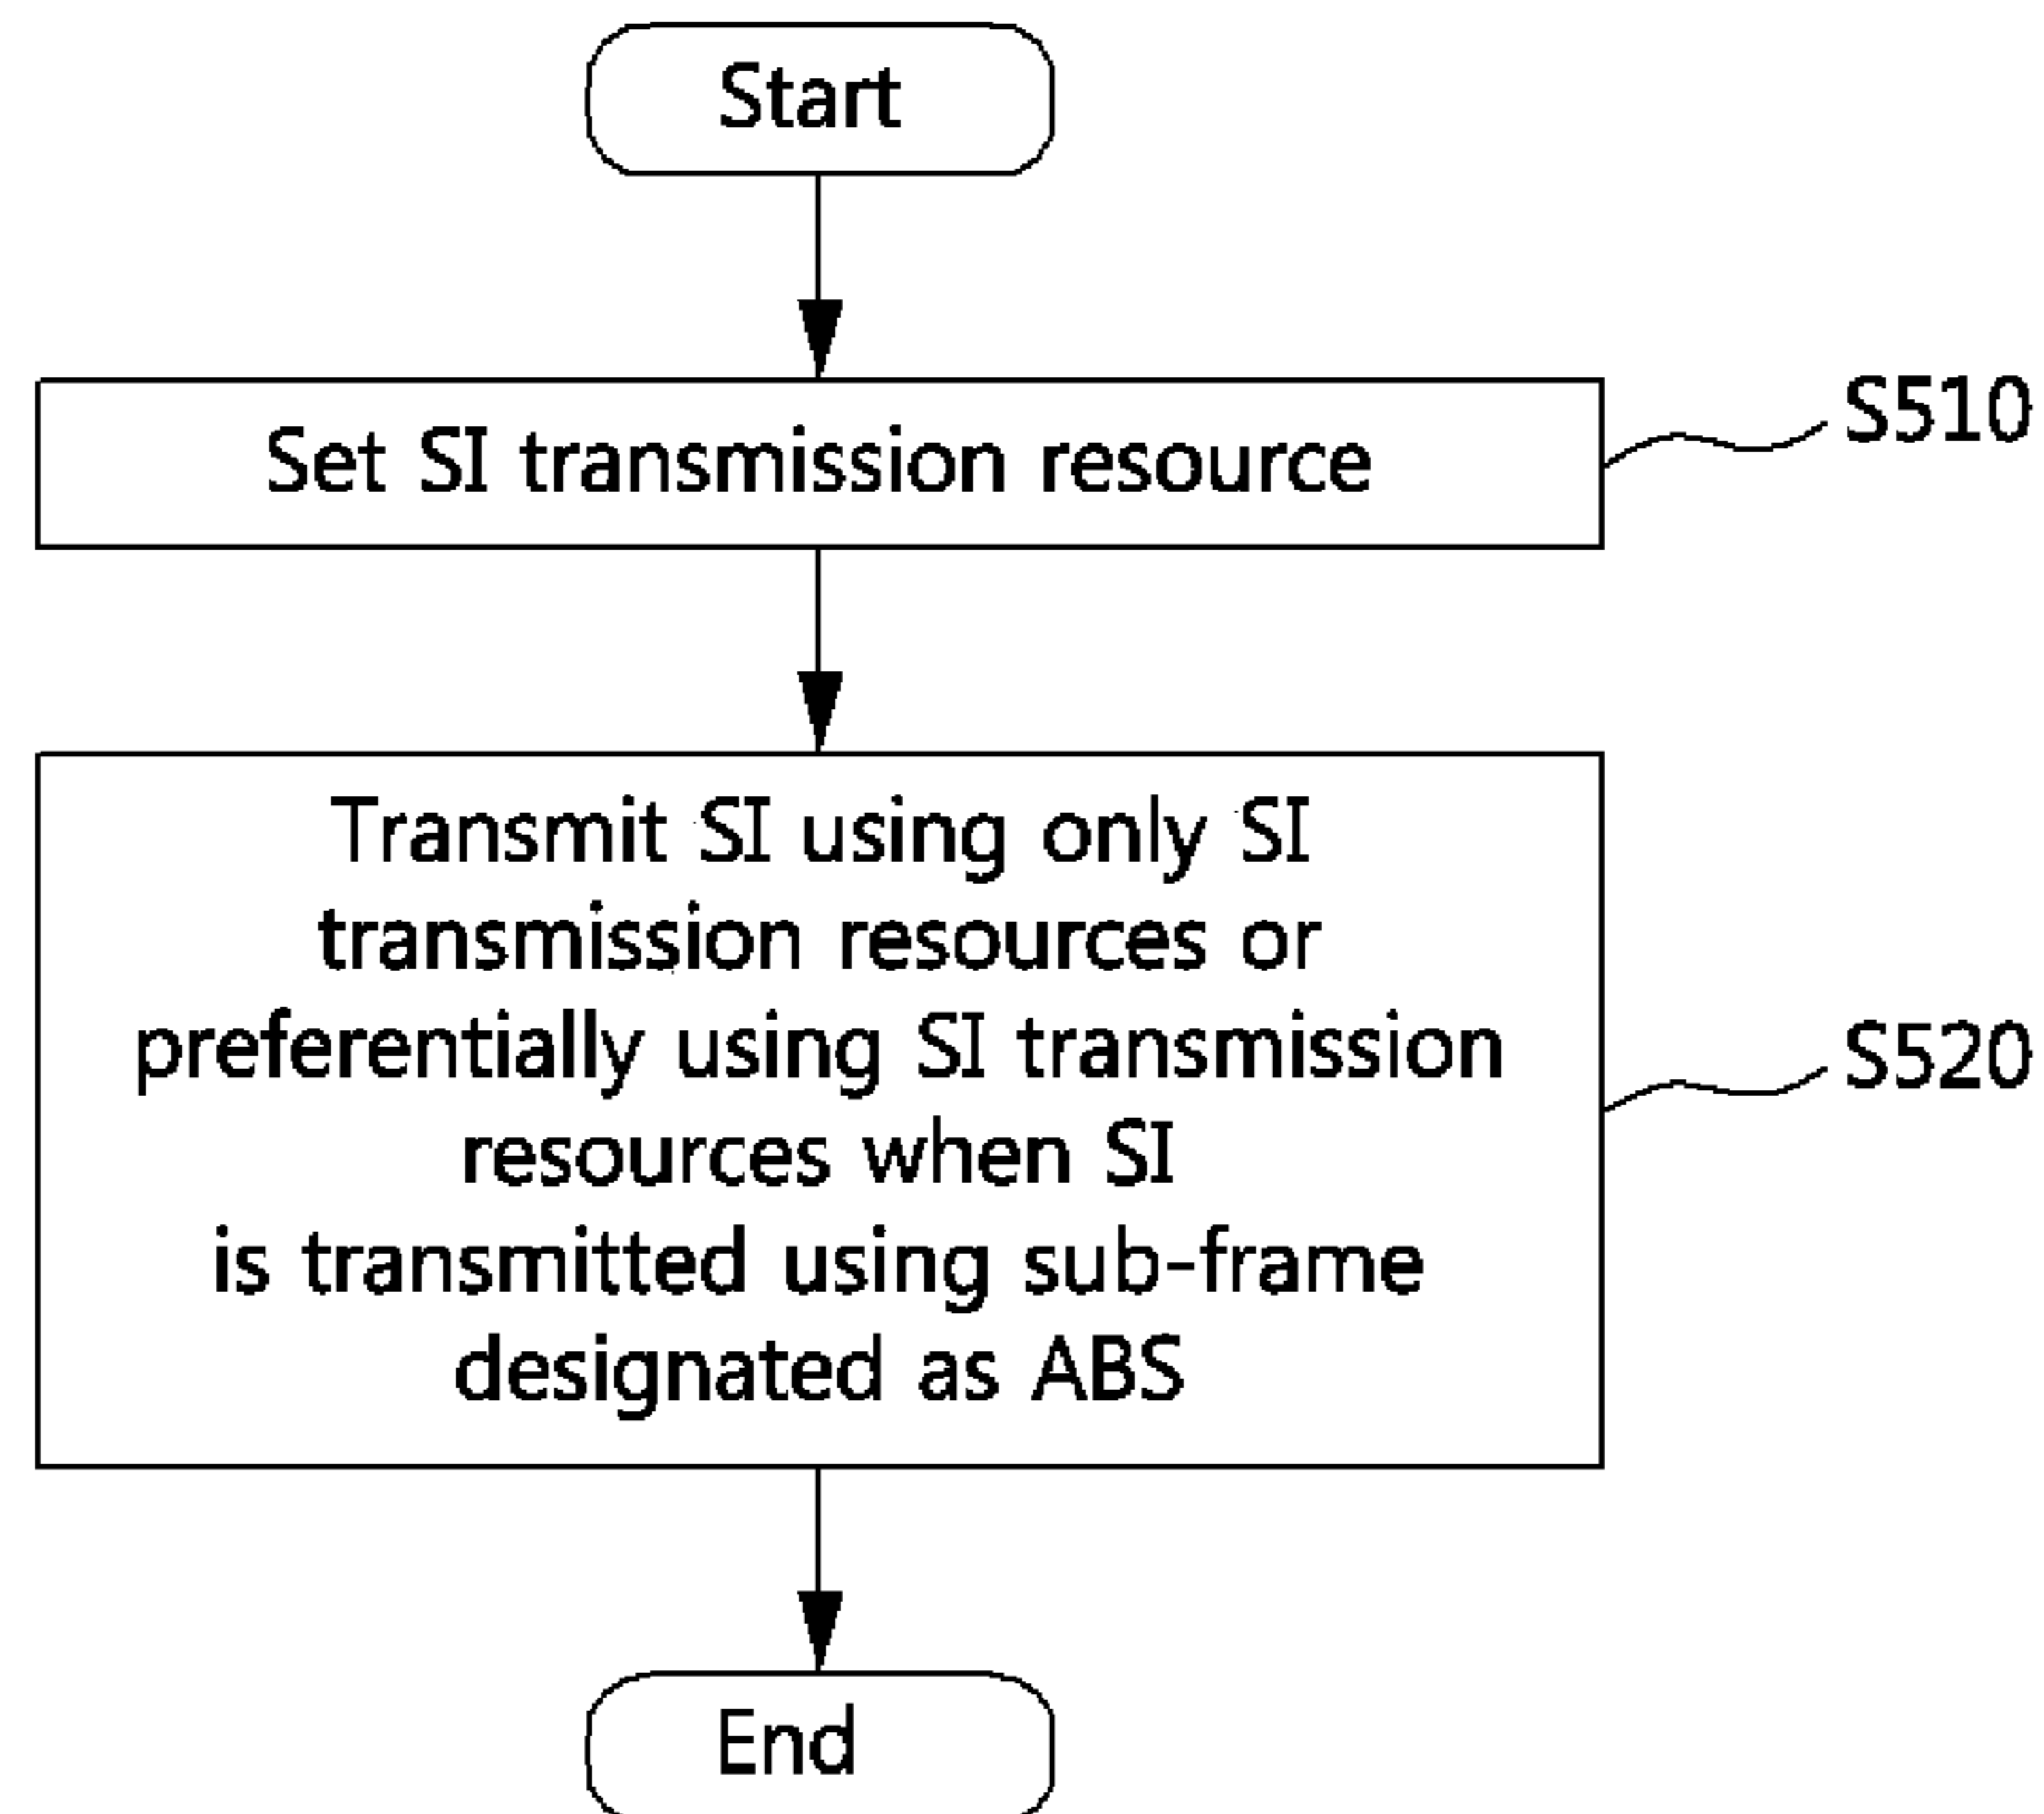 Start
Set SI transmission resource
S510
Transmit SI using only SI
transmission resources or
preferentially using SI transmission
resources when SI
is transmitted using sub-frame
designated as ABS
S520
End